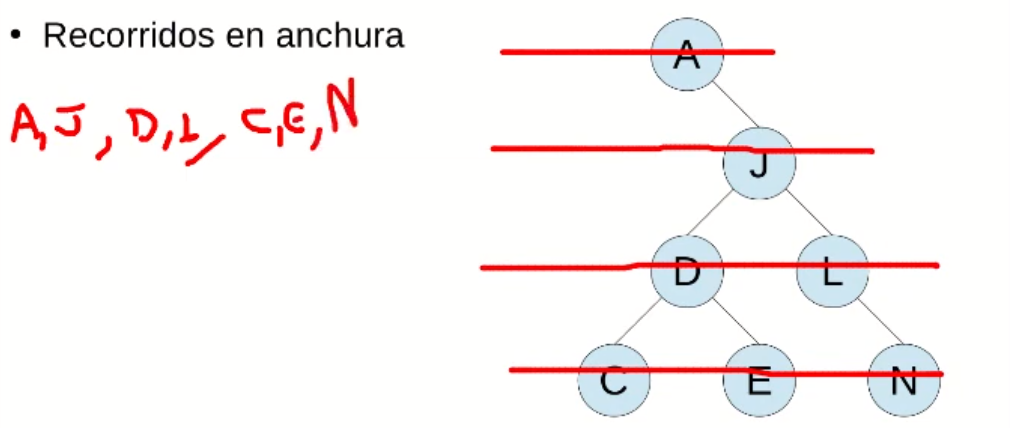 • Recorridos en anchura
A, J, D, L, C, E, N
A
J
D L
C E N